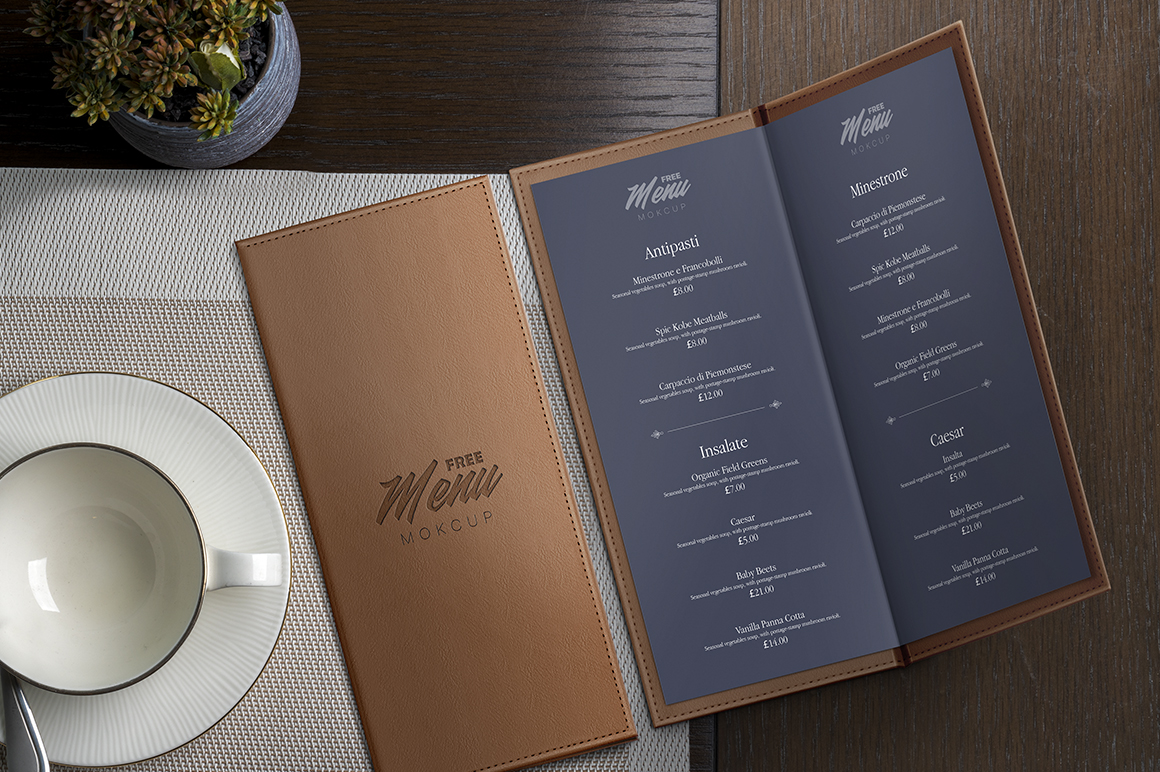 FREE
Menu
MOKCUP
FREE
Menu
MOKCUP
Antipasti
Minestrone e Francobolli
Seasonal vegetables soup, with postage-stamp mushroom ravioli.
£8.00
Spic Kobe Meatballs
Seasonal vegetables soup, with postage-stamp mushroom ravioli.
£8.00
Carpaccio di Piemonstese
Seasonal vegetables soup, with postage-stamp mushroom ravioli.
£12.00
Insalate
Organic Field Greens
Seasonal vegetables soup, with postage-stamp mushroom ravioli.
£7.00
Caesar
Seasonal vegetables soup, with postage-stamp mushroom ravioli.
£5.00
Baby Beets
Seasonal vegetables soup, with postage-stamp mushroom ravioli.
£21.00
Vanilla Panna Cotta
Seasonal vegetables soup, with postage-stamp mushroom ravioli.
£14.00
FREE
Menu
MOKCUP
Minestrone
Carpaccio di Piemonstese
Seasonal vegetables soup, with postage-stamp mushroom ravioli.
£12.00
Spic Kobe Meatballs
Seasonal vegetables soup, with postage-stamp mushroom ravioli.
£8.00
Minestrone e Francobolli
Seasonal vegetables soup, with postage-stamp mushroom ravioli.
£8.00
Organic Field Greens
Seasonal vegetables soup, with postage-stamp mushroom ravioli.
£7.00
Caesar
Insalta
Seasonal vegetables soup, with postage-stamp mushroom ravioli.
£5.00
Baby Beets
Seasonal vegetables soup, with postage-stamp mushroom ravioli.
£21.00
Vanilla Panna Cotta
Seasonal vegetables soup, with postage-stamp mushroom ravioli.
£14.00